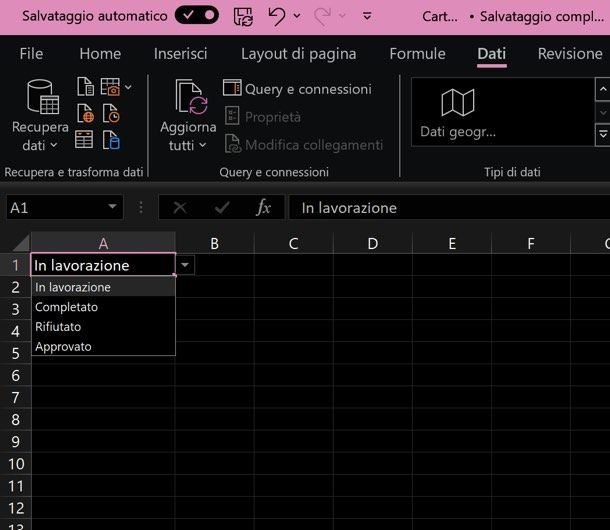 Salvataggio automatico Cart... • Salvataggio compl...
File Home Inserisci Layout di pagina Formule Dati Revisione
Recupera dati
Aggiorna tutti
Query e connessioni
Proprietà
Modifica collegamenti
Dati geogr...
Recupera e trasforma dati Query e connessioni Tipi di dati
A1 fx In lavorazione
A B C D E F
1 In lavorazione
2 In lavorazione
3 Completato
4 Rifiutato
5 Approvato
6
7
8
9
10
11
12
13